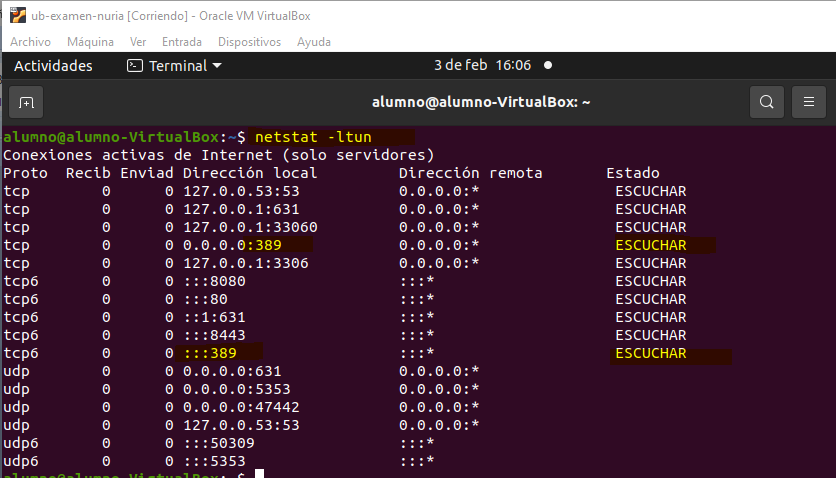 ub-examen-nuria [Corriendo] - Oracle VM VirtualBox
Archivo Máquina Ver Entrada Dispositivos Ayuda
Actividades Terminal 3 de feb 16:06
alumno@alumno-VirtualBox: ~
alumno@alumno-VirtualBox:~$ netstat -ltun
Conexiones activas de Internet (solo servidores)
Proto Recib Enviad Dirección local Dirección remota Estado
tcp 0 0 127.0.0.53:53 0.0.0.0:* ESCUCHAR
tcp 0 0 127.0.0.1:631 0.0.0.0:* ESCUCHAR
tcp 0 0 127.0.0.1:33060 0.0.0.0:* ESCUCHAR
tcp 0 0 0.0.0.0:389 0.0.0.0:* ESCUCHAR
tcp 0 0 127.0.0.1:3306 0.0.0.0:* ESCUCHAR
tcp6 0 0 :::8080 :::* ESCUCHAR
tcp6 0 0 :::80 :::* ESCUCHAR
tcp6 0 0 ::1:631 :::* ESCUCHAR
tcp6 0 0 :::8443 :::* ESCUCHAR
tcp6 0 0 :::389 :::* ESCUCHAR
udp 0 0 0.0.0.0:631 0.0.0.0:*
udp 0 0 0.0.0.0:5353 0.0.0.0:*
udp 0 0 0.0.0.0:47442 0.0.0.0:*
udp 0 0 127.0.0.53:53 0.0.0.0:*
udp6 0 0 :::50309 :::*
udp6 0 0 :::5353 :::*
alumno@alumno-VirtualBox:~$